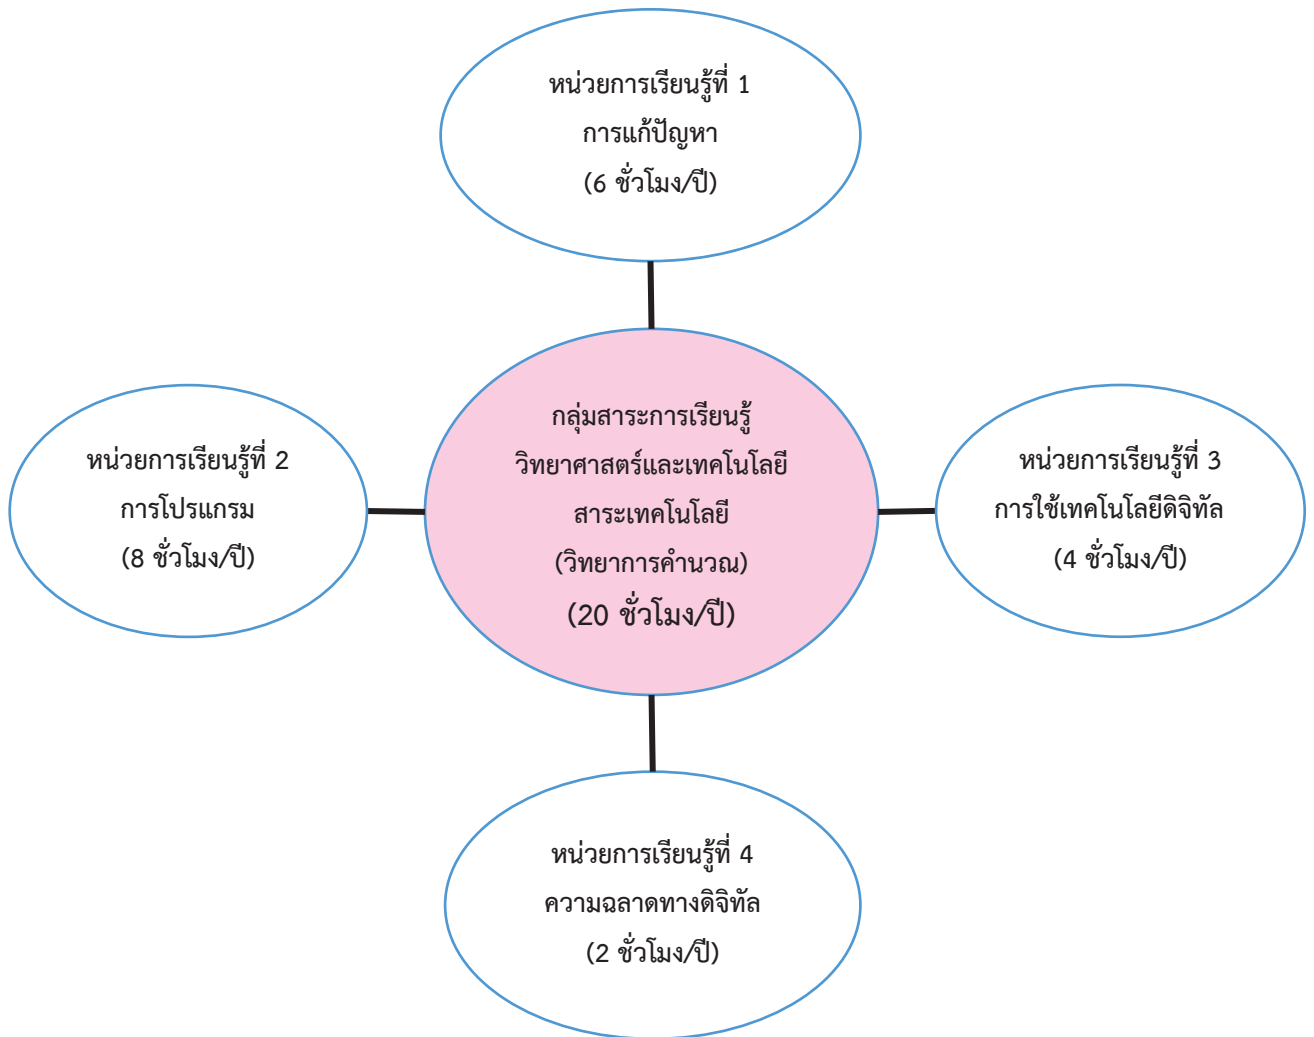 หน่วยการเรียนรู้ที่ 1
การแก้ปัญหา
(6 ชั่วโมง/ปี)
กลุ่มสาระการเรียนรู้
วิทยาศาสตร์และเทคโนโลยี
สาระเทคโนโลยี
(วิทยาการคำนวณ)
(20 ชั่วโมง/ปี)
หน่วยการเรียนรู้ที่ 2
การโปรแกรม
(8 ชั่วโมง/ปี)
หน่วยการเรียนรู้ที่ 3
การใช้เทคโนโลยีดิจิทัล
(4 ชั่วโมง/ปี)
หน่วยการเรียนรู้ที่ 4
ความฉลาดทางดิจิทัล
(2 ชั่วโมง/ปี)